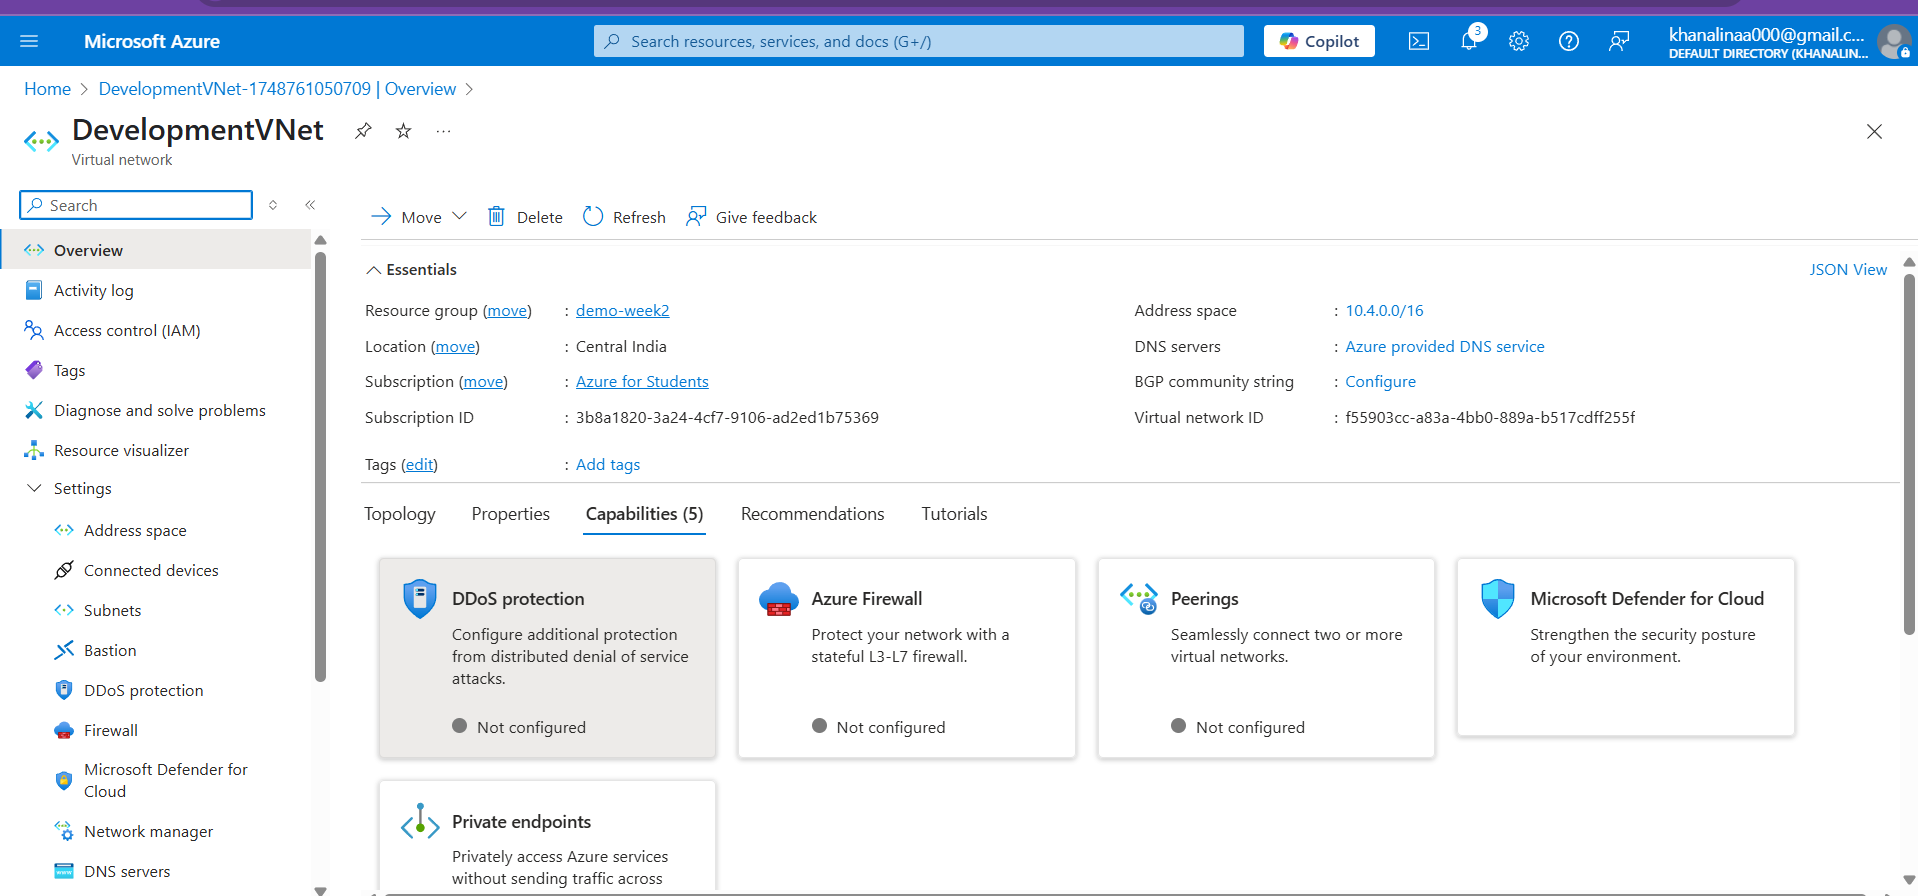 Microsoft Azure
Search resources, services, and docs (G+/)
Copilot
3
khanalinaa000@gmail.c...
DEFAULT DIRECTORY (KHANALIN...
Home > DevelopmentVNet-1748761050709 | Overview >
DevelopmentVNet
Virtual network
Search
Overview
Activity log
Access control (IAM)
Tags
Diagnose and solve problems
Resource visualizer
Settings
Address space
Connected devices
Subnets
Bastion
DDoS protection
Firewall
Microsoft Defender for
Cloud
Network manager
DNS servers
Move
Delete
Refresh
Give feedback
Essentials
JSON View
Resource group (move) : demo-week2
Location (move) : Central India
Subscription (move) : Azure for Students
Subscription ID : 3b8a1820-3a24-4cf7-9106-ad2ed1b75369
Address space : 10.4.0.0/16
DNS servers : Azure provided DNS service
BGP community string : Configure
Virtual network ID : f55903cc-a83a-4bb0-889a-b517cdff255f
Tags (edit) : Add tags
Topology
Properties
Capabilities (5)
Recommendations
Tutorials
DDoS protection
Configure additional protection
from distributed denial of service
attacks.
Not configured
Azure Firewall
Protect your network with a
stateful L3-L7 firewall.
Not configured
Peerings
Seamlessly connect two or more
virtual networks.
Not configured
Microsoft Defender for Cloud
Strengthen the security posture
of your environment.
Private endpoints
Privately access Azure services
without sending traffic across